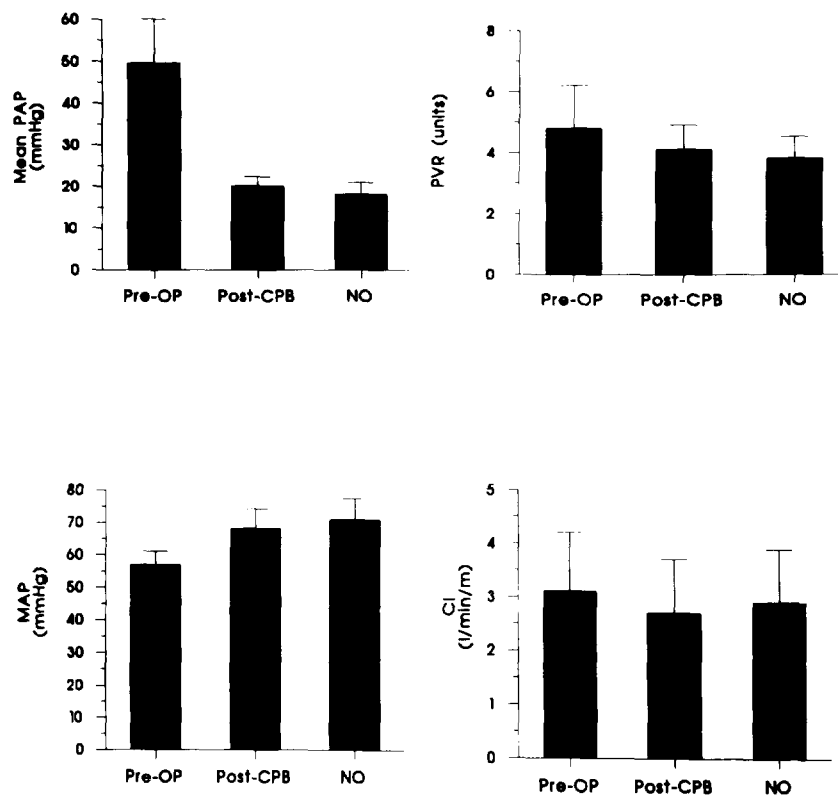 60
50
40
30
20
10
0
Mean PAP
(mmHg)
Pre-OP Post-CPB NO
8
6
4
2
0
PVR (units)
Pre-OP Post-CPB NO
80
70
60
50
40
30
20
10
0
MAP
(mmHg)
Pre-OP Post-CPB NO
5
4
3
2
1
0
CI
(l/min/m)
Pre-OP Post-CPB NO